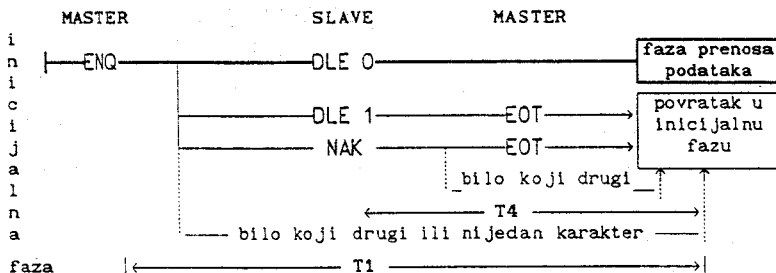 MASTER SLAVE MASTER
inicijalna faza
ENQ DLE 0 faza prenosa
podataka
DLE 1 EOT povratak u
inicijalnu
NAK EOT fazu
bilo koji drugi
T4
bilo koji drugi ili nijedan karakter
T1